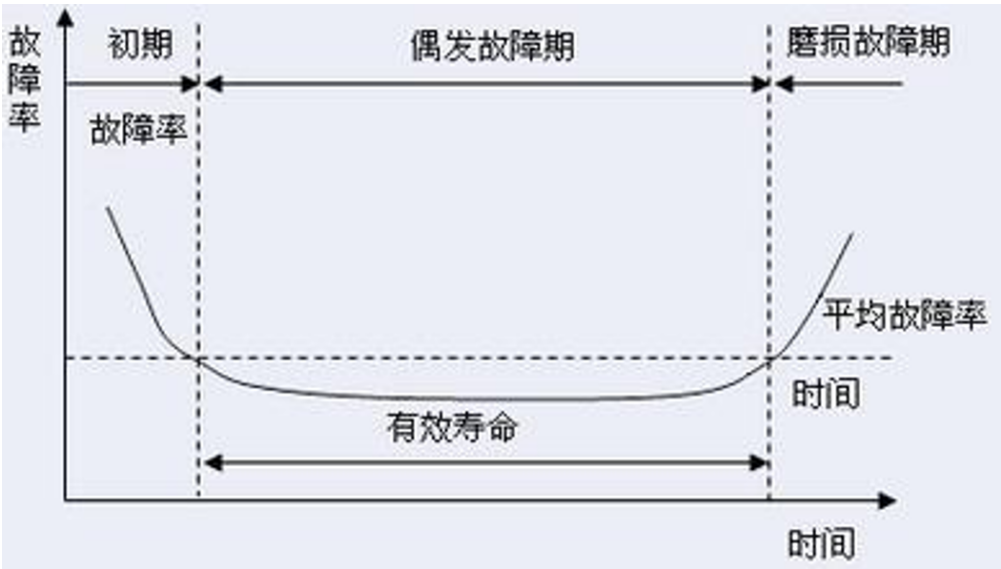 故障率
初期
偶发故障期
磨损故障期
故障率
平均故障率
时间
有效寿命
时间